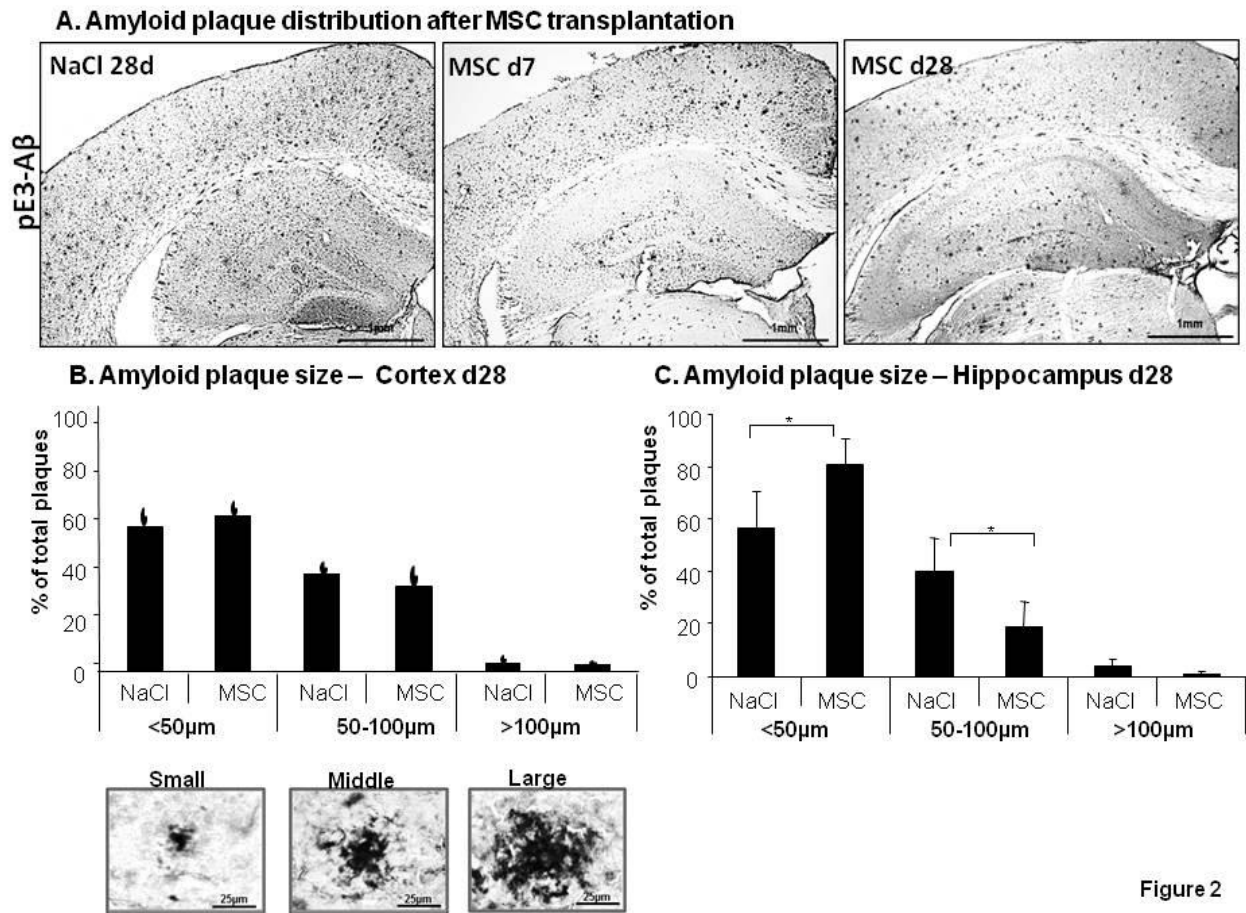 A. Amyloid plaque distribution after MSC transplantation
NaCl 28d
MSC d7
MSC d28
pE3-Aβ
1mm
1mm
1mm
B. Amyloid plaque size – Cortex d28
% of total plaques
100
80
60
40
20
0
NaCl MSC NaCl MSC NaCl MSC
<50µm 50-100µm >100µm
C. Amyloid plaque size – Hippocampus d28
% of total plaques
100
80
60
40
20
0
*
*
NaCl MSC NaCl MSC NaCl MSC
<50µm 50-100µm >100µm
Small Middle Large
25µm 25µm 25µm
Figure 2